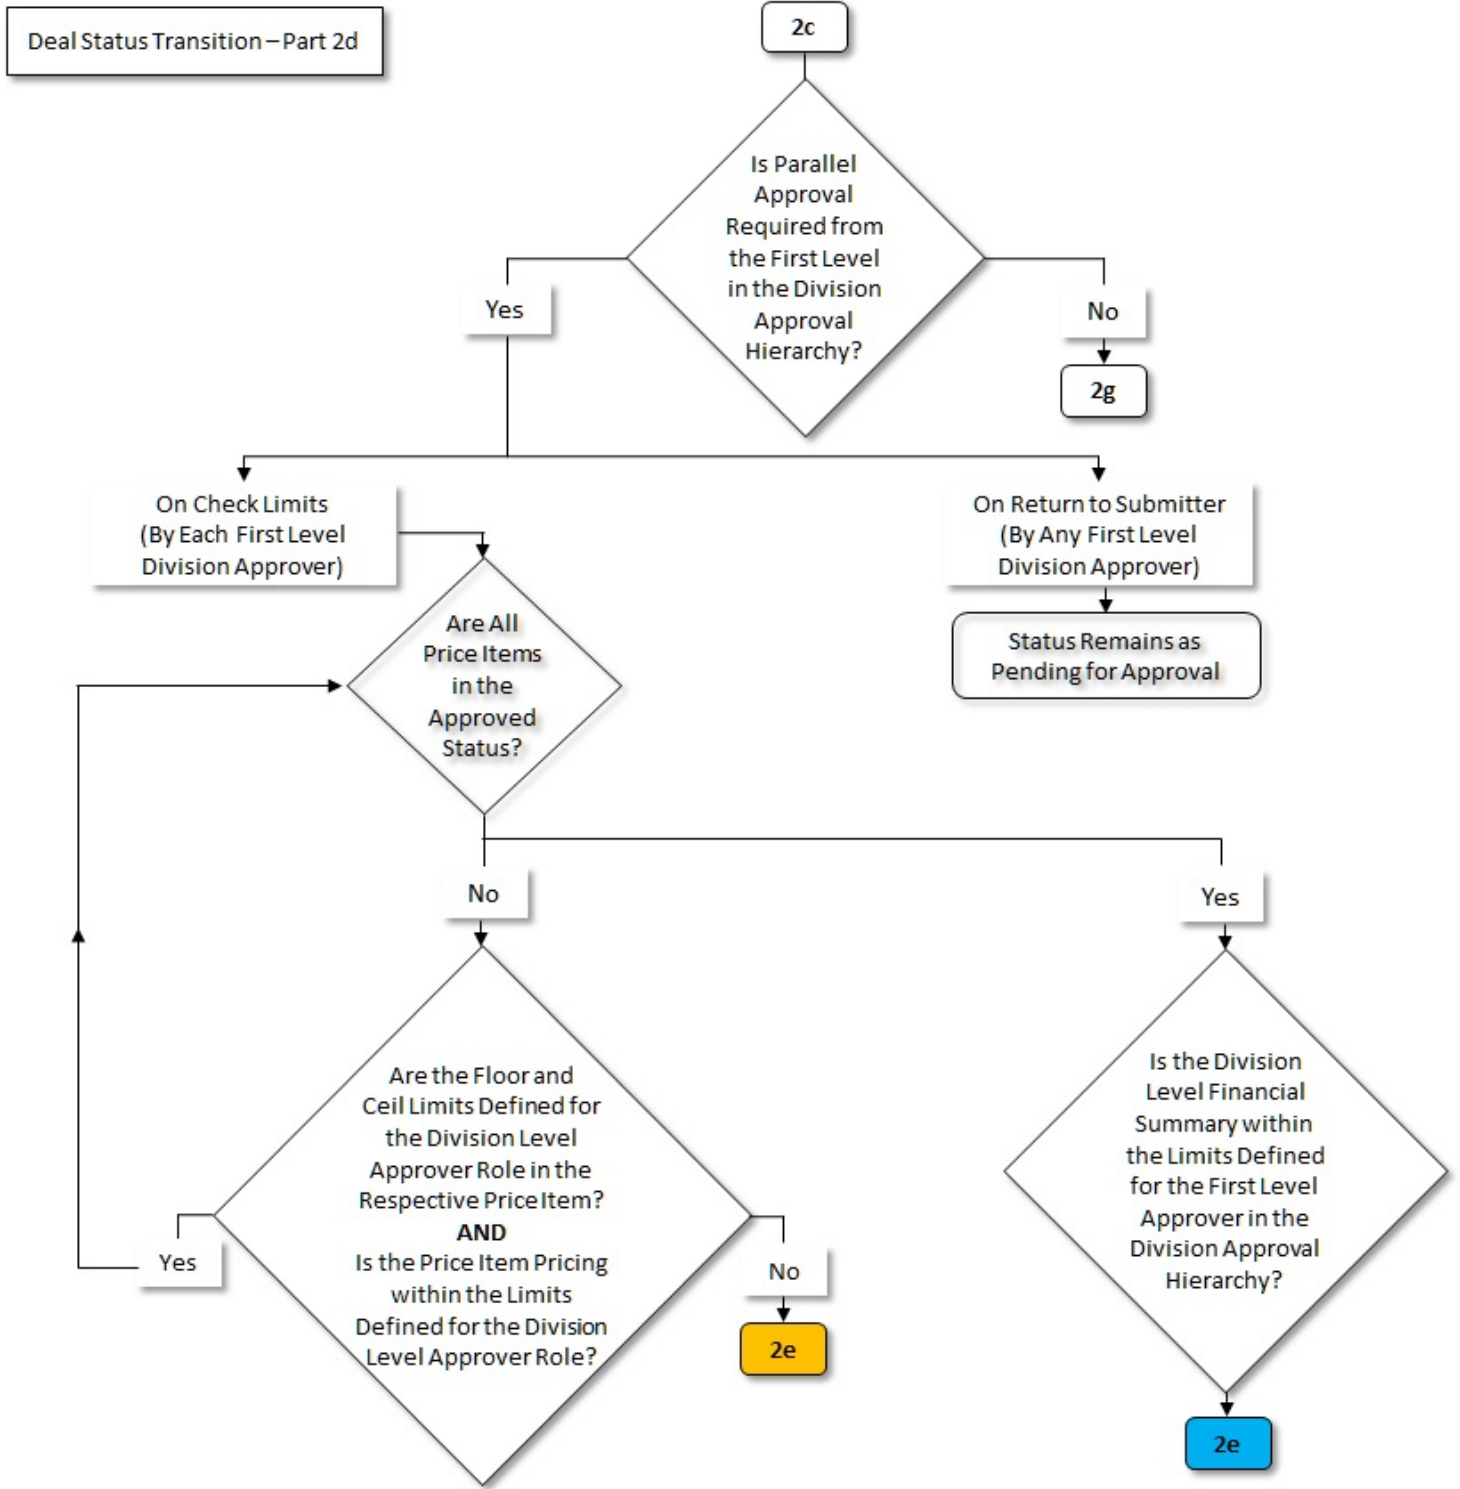 Deal Status Transition – Part 2d
2c
Is Parallel
Approval
Required from
the First Level
in the Division
Approval
Hierarchy?
Yes
No
2g
On Check Limits
(By Each First Level
Division Approver)
On Return to Submitter
(By Any First Level
Division Approver)
Status Remains as
Pending for Approval
Are All
Price Items
in the
Approved
Status?
No
Yes
Are the Floor and
Ceil Limits Defined for
the Division Level
Approver Role in the
Respective Price Item?
AND
Is the Price Item Pricing
within the Limits
Defined for the Division
Level Approver Role?
Yes
No
2e
Is the Division
Level Financial
Summary within
the Limits Defined
for the First Level
Approver in the
Division Approval
Hierarchy?
2e